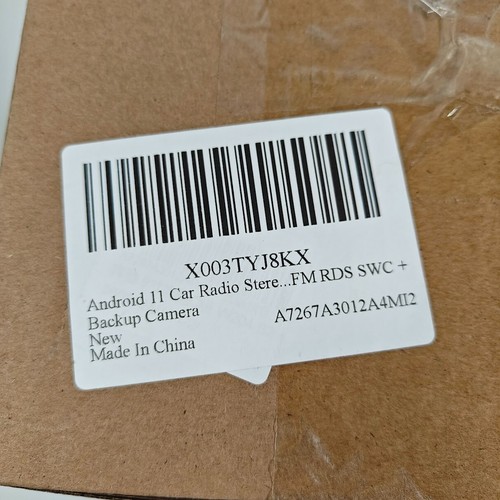 X003TYJ8KX
Android 11 Car Radio Stere...FM RDS SWC +
Backup Camera
A7267A3012A4MI2
New
Made In China